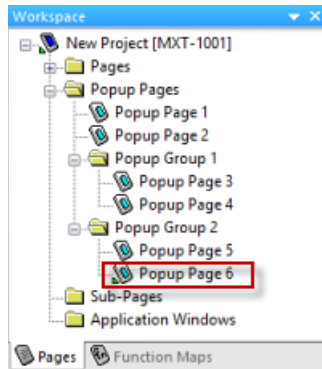 Workspace
New Project [MXT-1001]
Pages
Popup Pages
Popup Page 1
Popup Page 2
Popup Group 1
Popup Page 3
Popup Page 4
Popup Group 2
Popup Page 5
Popup Page 6
Sub-Pages
Application Windows
Pages Function Maps